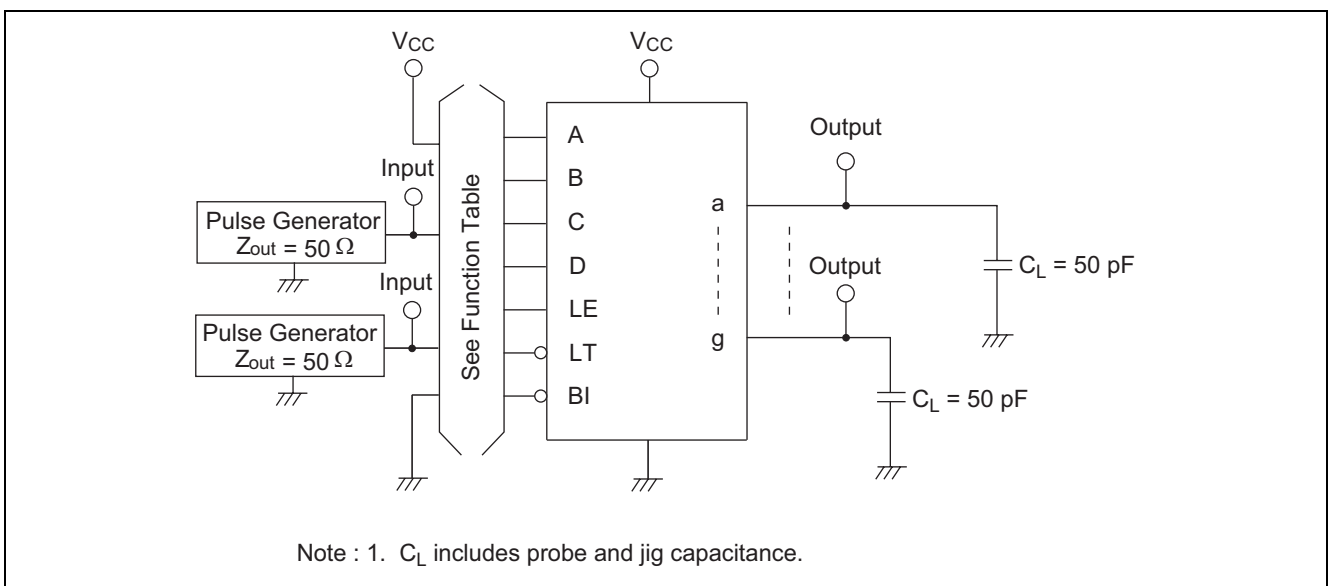 VCC
VCC
Output
Input
A
B
C
D
LE
LT
BI
See Function Table
a
g
Pulse Generator
Zout = 50 Ω
Input
Pulse Generator
Zout = 50 Ω
Output
CL = 50 pF
CL = 50 pF
Note : 1. CL includes probe and jig capacitance.